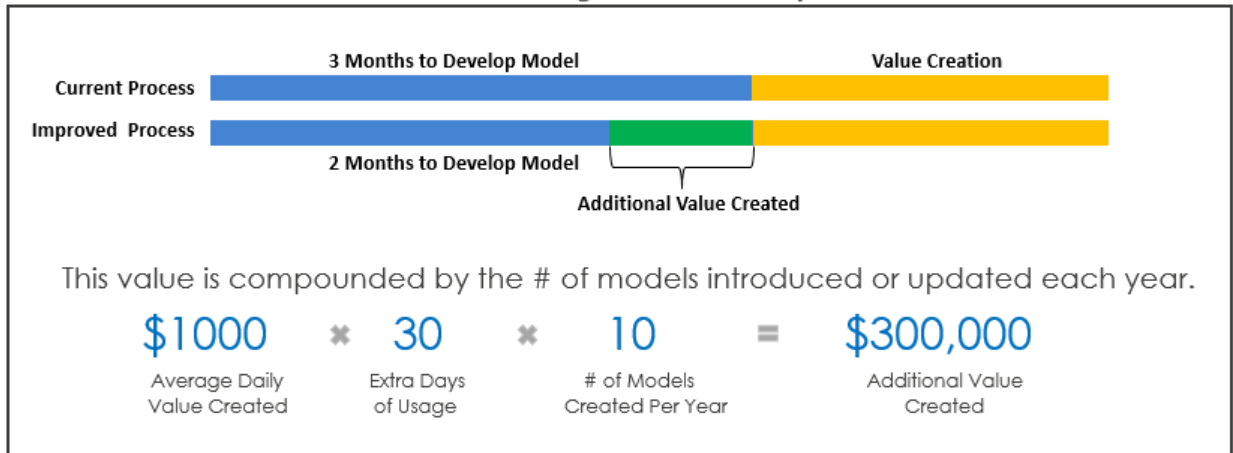 3 Months to Develop Model
Value Creation
Current Process
Improved Process
2 Months to Develop Model
Additional Value Created
This value is compounded by the # of models introduced or updated each year.
$1000 × 30 × 10 = $300,000
Average Daily
Value Created
Extra Days
of Usage
# of Models
Created Per Year
Additional Value
Created